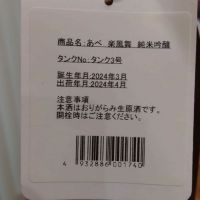 商品名:あべ 楽風舞 純米吟醸
タンクNo:タンク3号
誕生年月:2024年3月
出荷年月:2024年4月
注意事項
本酒はおりがらみ生原酒です。
開栓時はご注意ください。
4 932886 001740